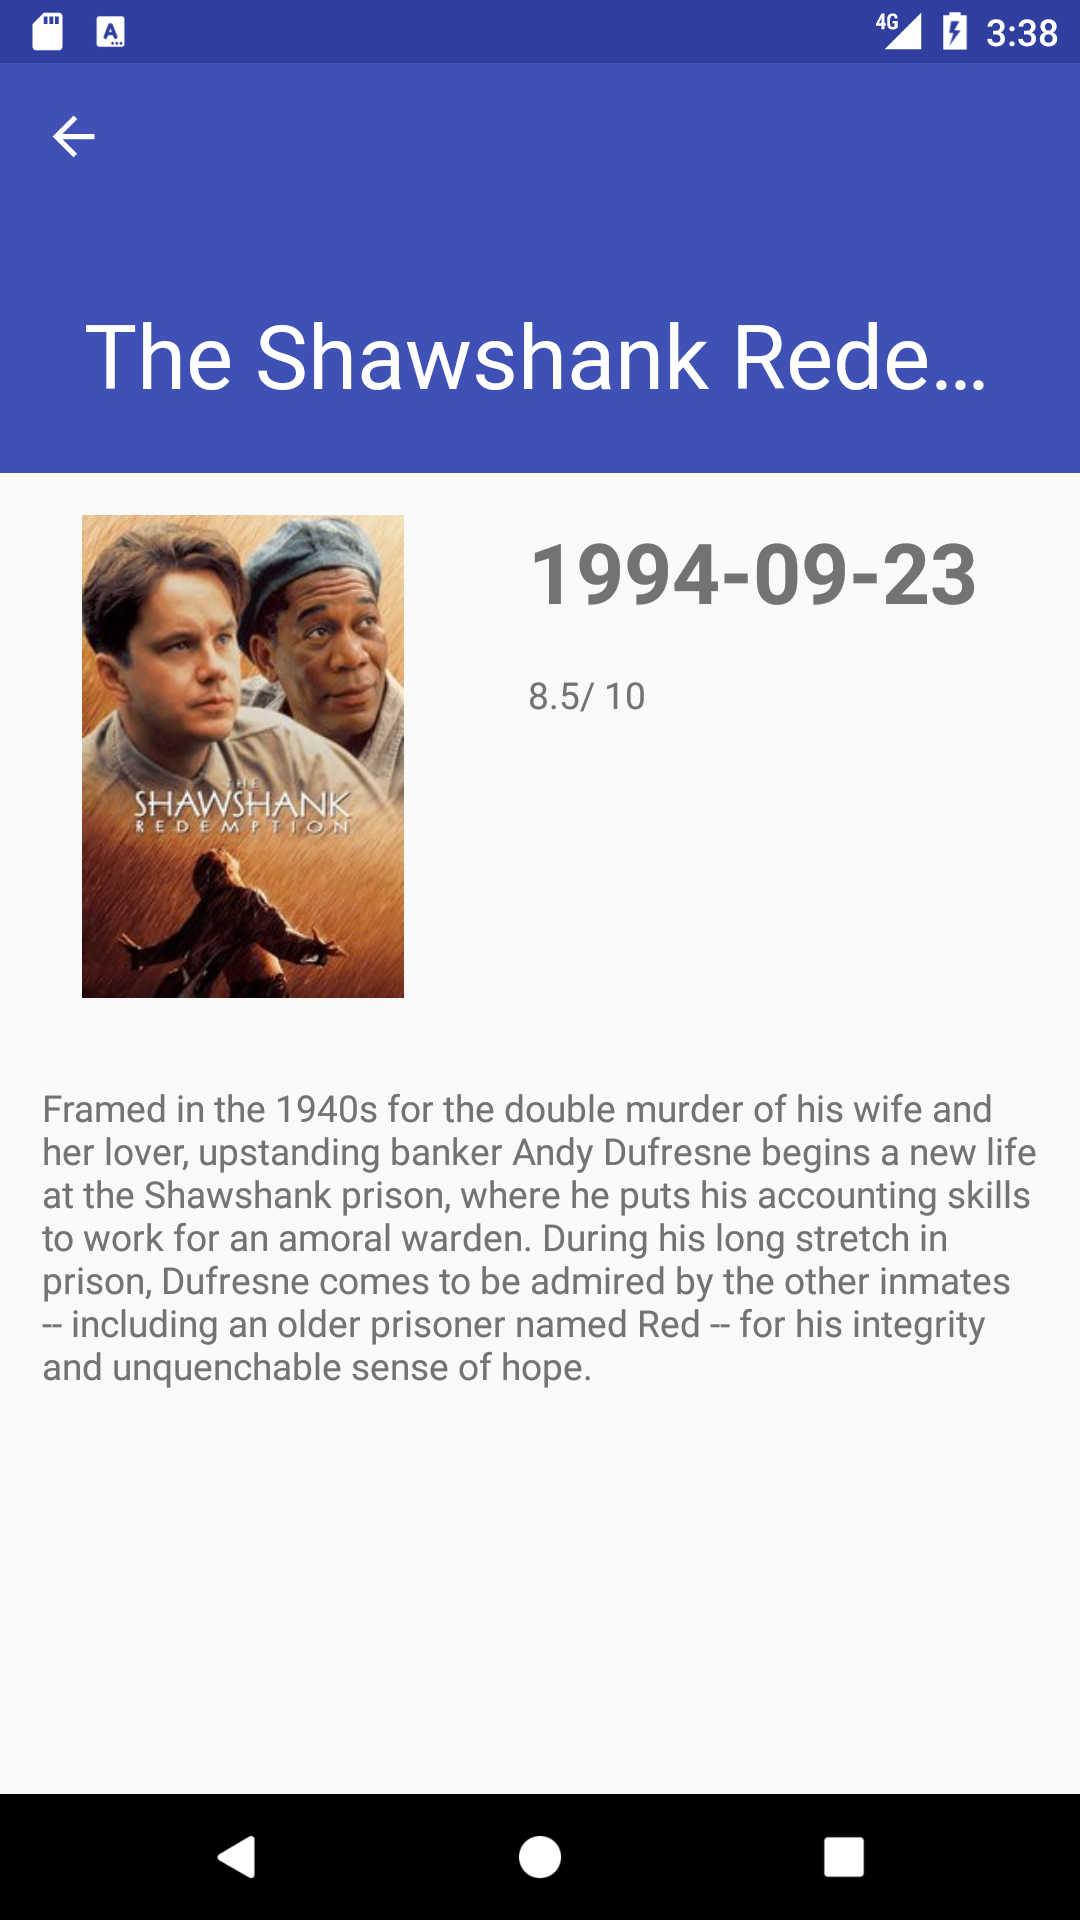 4G 3:38
The Shawshank Rede...
1994-09-23
8.5/ 10
THE
SHAWSHANK
REDEMPTION
Framed in the 1940s for the double murder of his wife and
her lover, upstanding banker Andy Dufresne begins a new life
at the Shawshank prison, where he puts his accounting skills
to work for an amoral warden. During his long stretch in
prison, Dufresne comes to be admired by the other inmates
-- including an older prisoner named Red -- for his integrity
and unquenchable sense of hope.